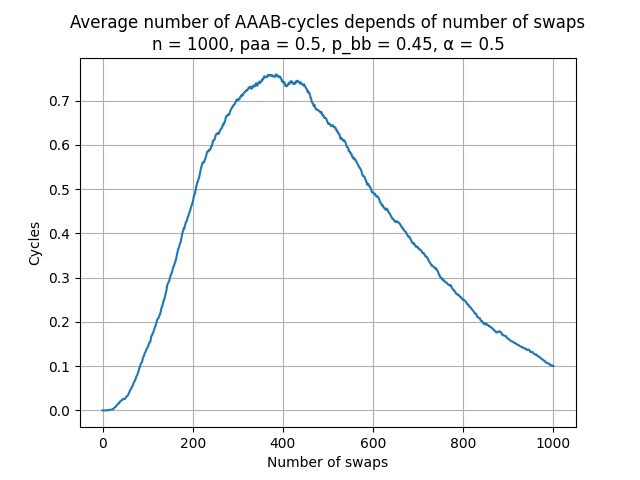 Average number of AAAB-cycles depends of number of swaps
n = 1000, paa = 0.5, p_bb = 0.45, α = 0.5
Cycles
0.7
0.6
0.5
0.4
0.3
0.2
0.1
0.0
0 200 400 600 800 1000
Number of swaps